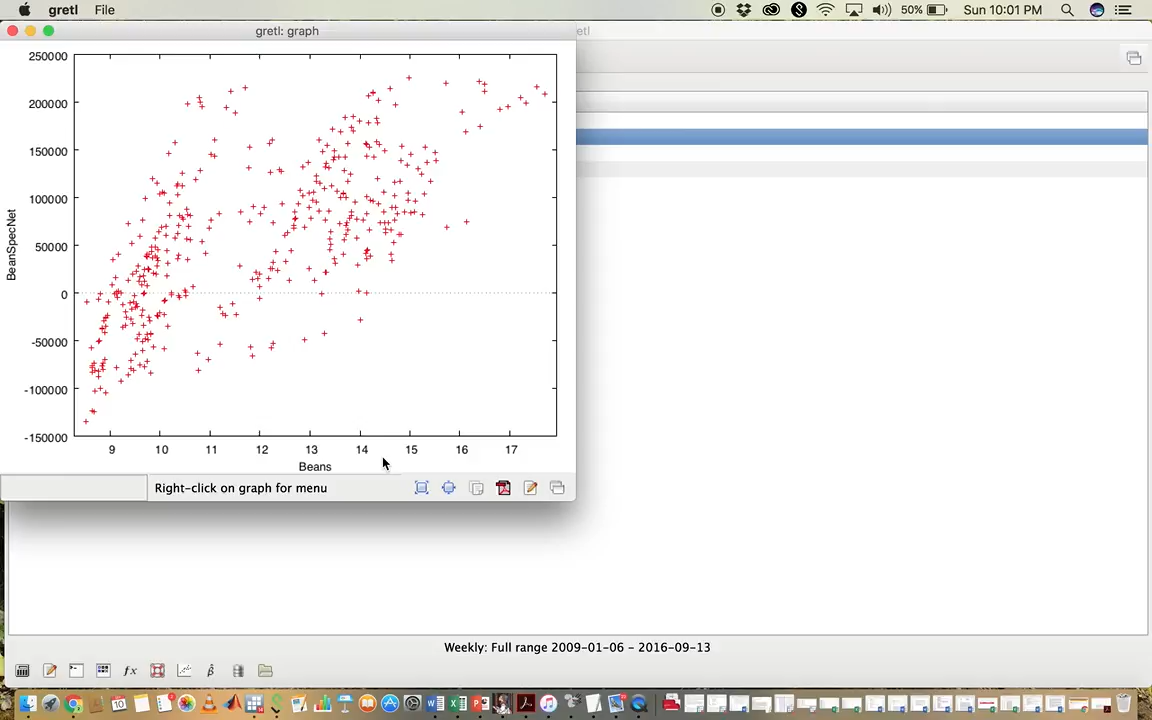 gretl File 50% Sun 10:01 PM
gretl: graph
etl
250000
200000
150000
100000
50000
0
-50000
-100000
-150000
BeanSpecNet
9 10 11 12 13 14 15 16 17
Beans
Right-click on graph for menu
Weekly: Full range 2009-01-06 - 2016-09-13
fx
β